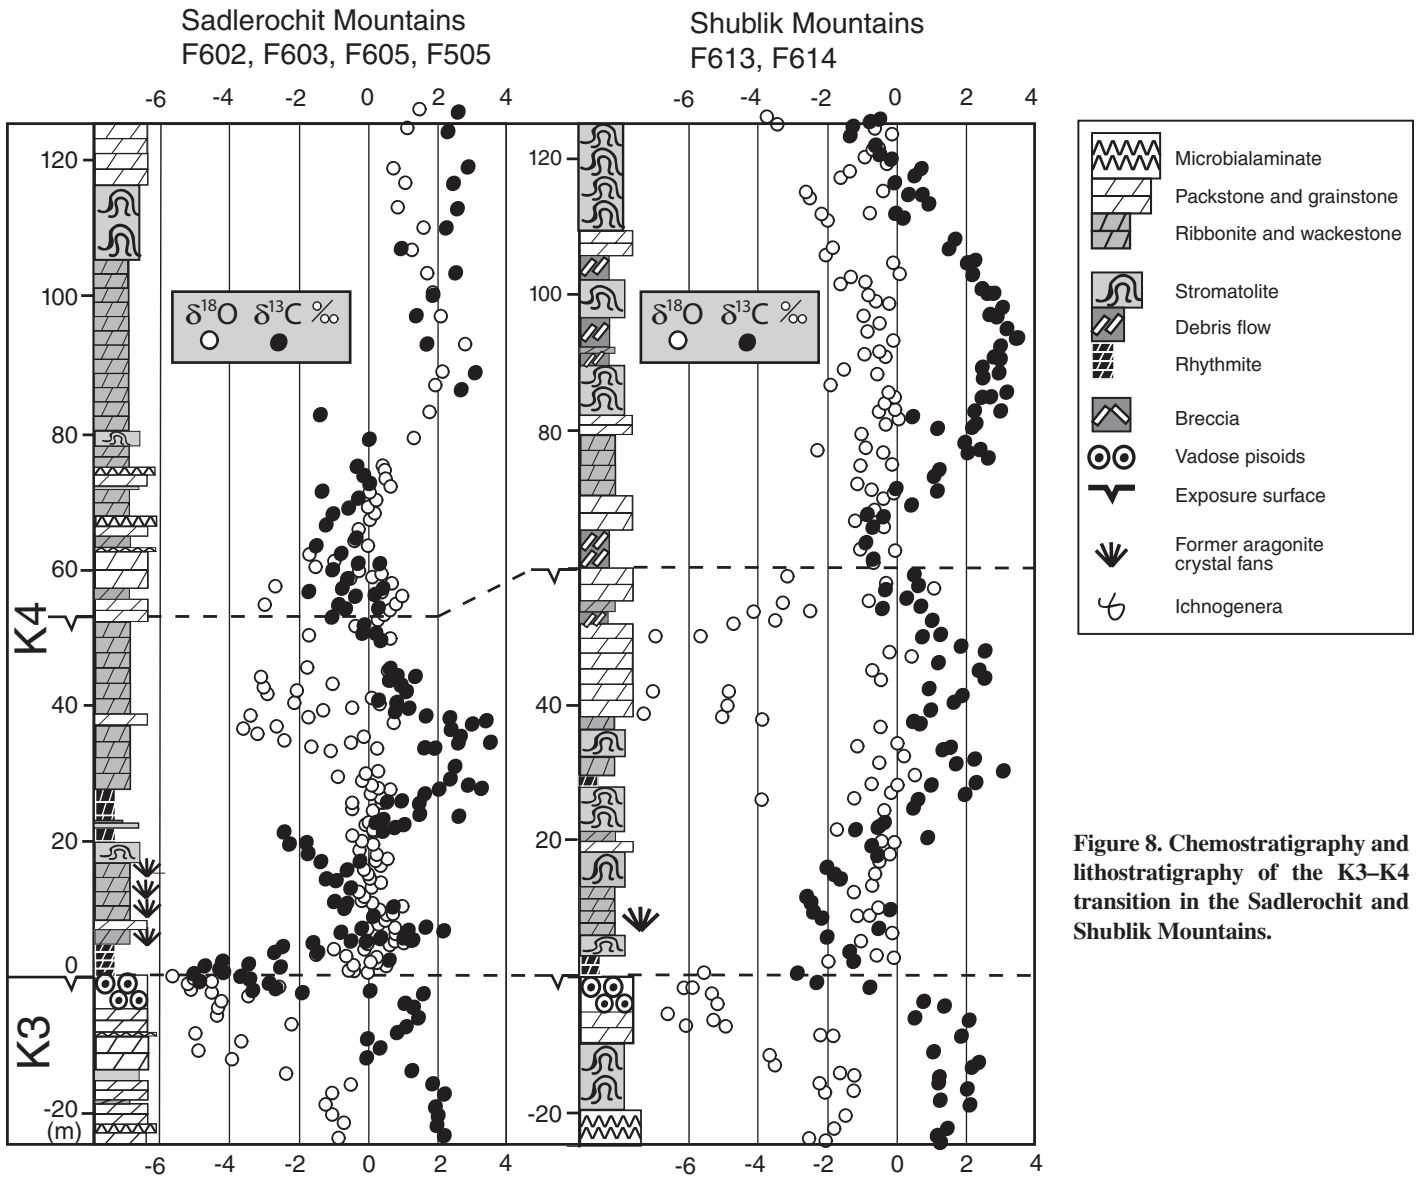 Sadlerochit Mountains
F602, F603, F605, F505
Shublik Mountains
F613, F614
-6 -4 -2 0 2 4
-6 -4 -2 0 2 4
120
100
80
60
40
20
0
-20
(m)
K4
K3
δ18O δ13C ‰
120
100
80
60
40
20
0
-20
δ18O δ13C ‰
-6 -4 -2 0 2 4
-6 -4 -2 0 2 4
Microbialaminate
Packstone and grainstone
Ribbonite and wackestone
Stromatolite
Debris flow
Rhythmite
Breccia
Vadose pisoids
Exposure surface
Former aragonite
crystal fans
Ichnogenera
Figure 8. Chemostratigraphy and
lithostratigraphy of the K3–K4
transition in the Sadlerochit and
Shublik Mountains.